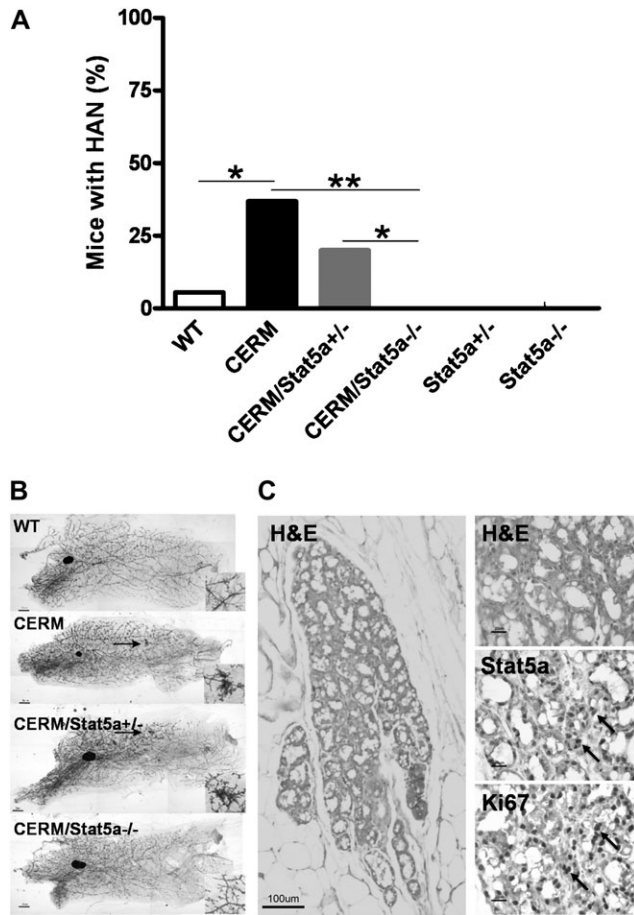 A
Mice with HAN (%)
100
75
50
25
0
*
**
*
WT
CERM
CERM/Stat5a+/-
CERM/Stat5a-/-
Stat5a+/-
Stat5a-/-
B
WT
CERM
CERM/Stat5a+/-
CERM/Stat5a-/-
C
H&E
100um
H&E
Stat5a
Ki67